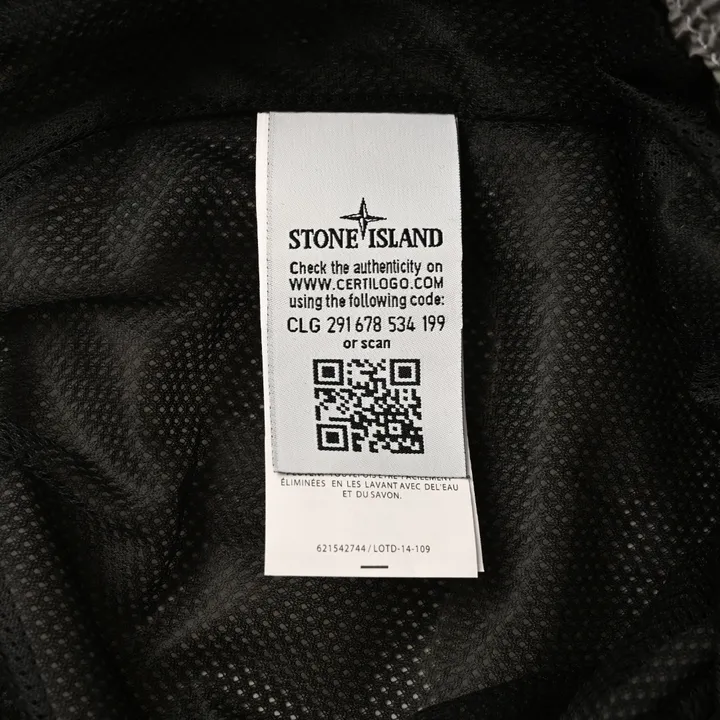 STONE ISLAND
Check the authenticity on
WWW.CERTILOGO.COM
using the following code:
CLG 291 678 534 199
or scan
ÉLIMINÉES EN LES LAVANT AVEC DEL'EAU
ET DU SAVON.
621542744 / LOTD-14-109